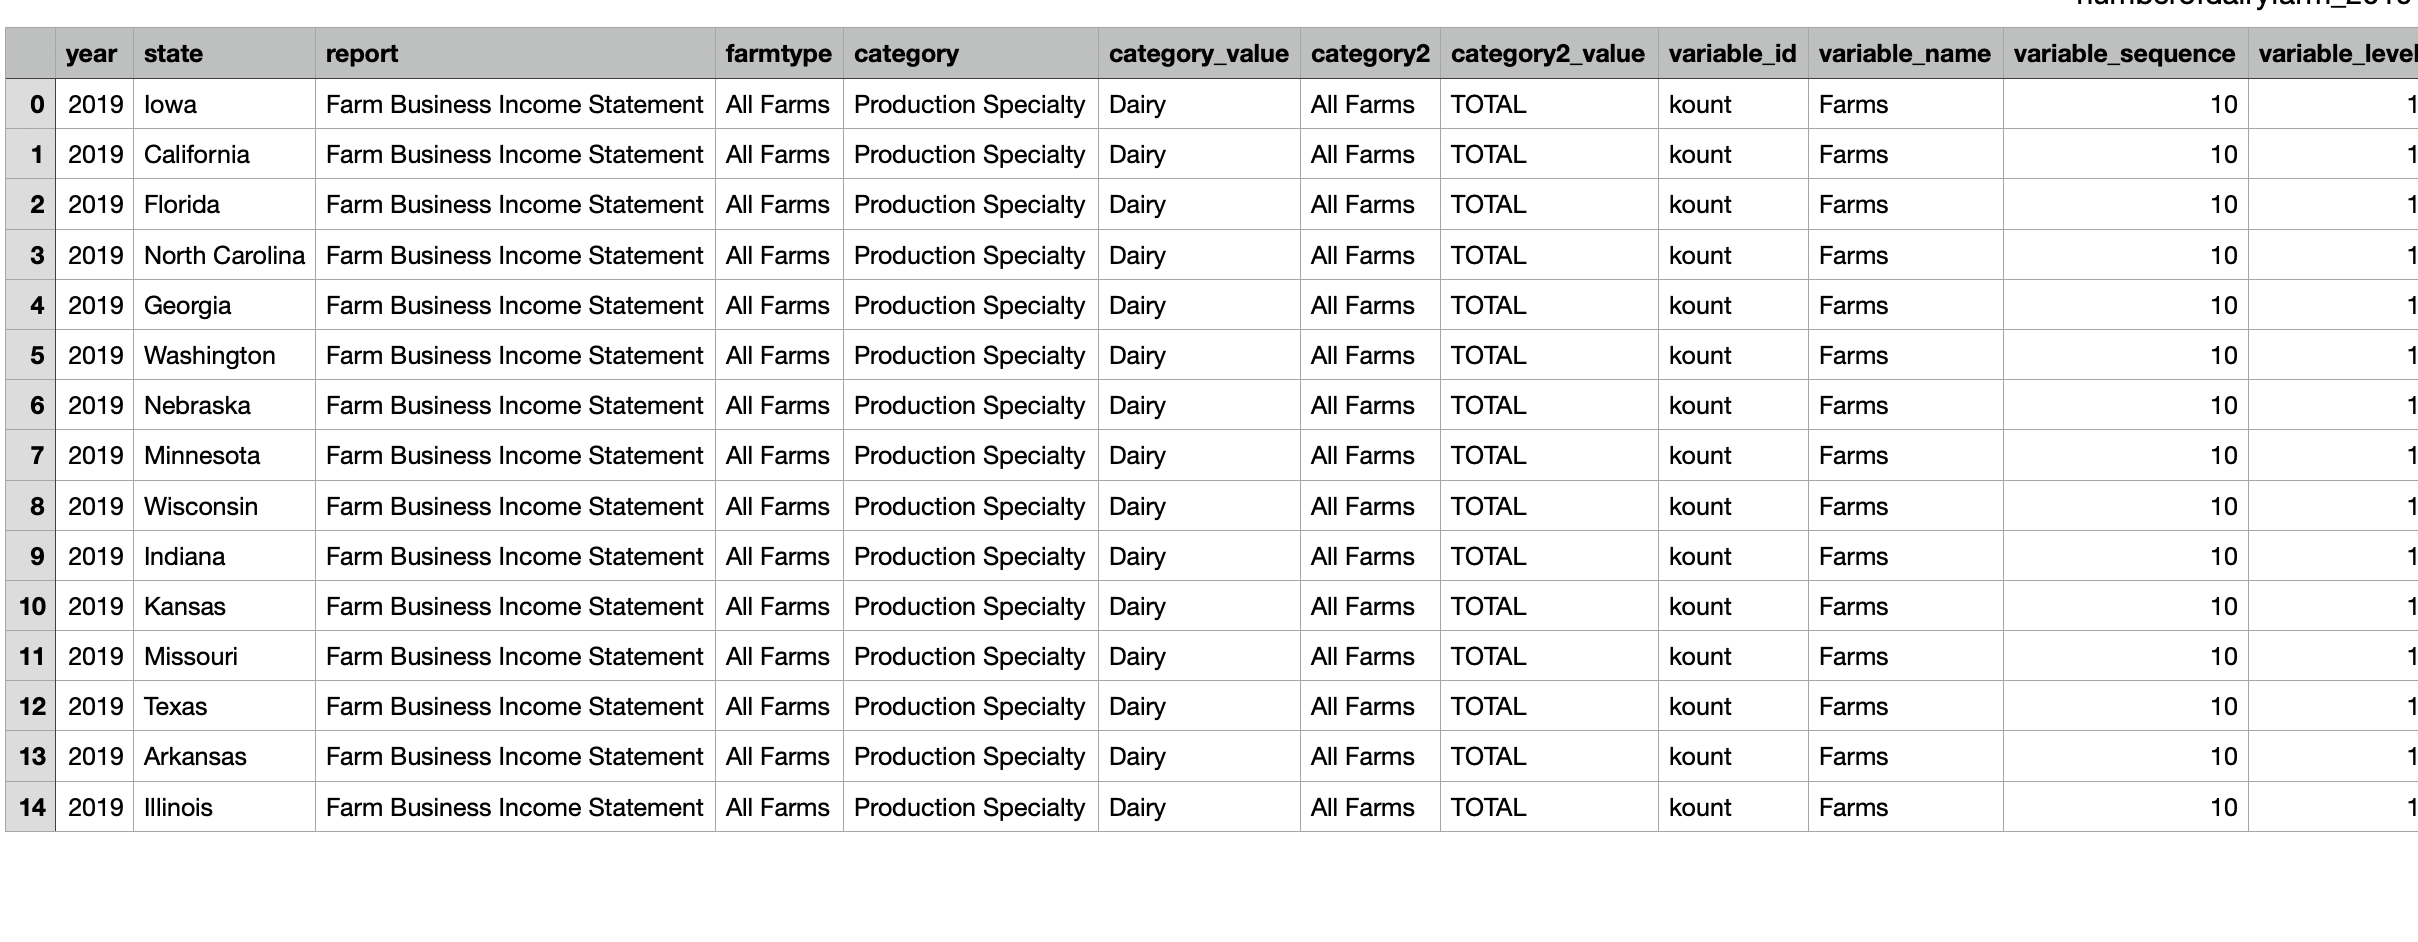 numberofdairyfarm_2019
year state report farmtype category category_value category2 category2_value variable_id variable_name variable_sequence variable_level
0 2019 Iowa Farm Business Income Statement All Farms Production Specialty Dairy All Farms TOTAL kount Farms 10 1
1 2019 California Farm Business Income Statement All Farms Production Specialty Dairy All Farms TOTAL kount Farms 10 1
2 2019 Florida Farm Business Income Statement All Farms Production Specialty Dairy All Farms TOTAL kount Farms 10 1
3 2019 North Carolina Farm Business Income Statement All Farms Production Specialty Dairy All Farms TOTAL kount Farms 10 1
4 2019 Georgia Farm Business Income Statement All Farms Production Specialty Dairy All Farms TOTAL kount Farms 10 1
5 2019 Washington Farm Business Income Statement All Farms Production Specialty Dairy All Farms TOTAL kount Farms 10 1
6 2019 Nebraska Farm Business Income Statement All Farms Production Specialty Dairy All Farms TOTAL kount Farms 10 1
7 2019 Minnesota Farm Business Income Statement All Farms Production Specialty Dairy All Farms TOTAL kount Farms 10 1
8 2019 Wisconsin Farm Business Income Statement All Farms Production Specialty Dairy All Farms TOTAL kount Farms 10 1
9 2019 Indiana Farm Business Income Statement All Farms Production Specialty Dairy All Farms TOTAL kount Farms 10 1
10 2019 Kansas Farm Business Income Statement All Farms Production Specialty Dairy All Farms TOTAL kount Farms 10 1
11 2019 Missouri Farm Business Income Statement All Farms Production Specialty Dairy All Farms TOTAL kount Farms 10 1
12 2019 Texas Farm Business Income Statement All Farms Production Specialty Dairy All Farms TOTAL kount Farms 10 1
13 2019 Arkansas Farm Business Income Statement All Farms Production Specialty Dairy All Farms TOTAL kount Farms 10 1
14 2019 Illinois Farm Business Income Statement All Farms Production Specialty Dairy All Farms TOTAL kount Farms 10 1